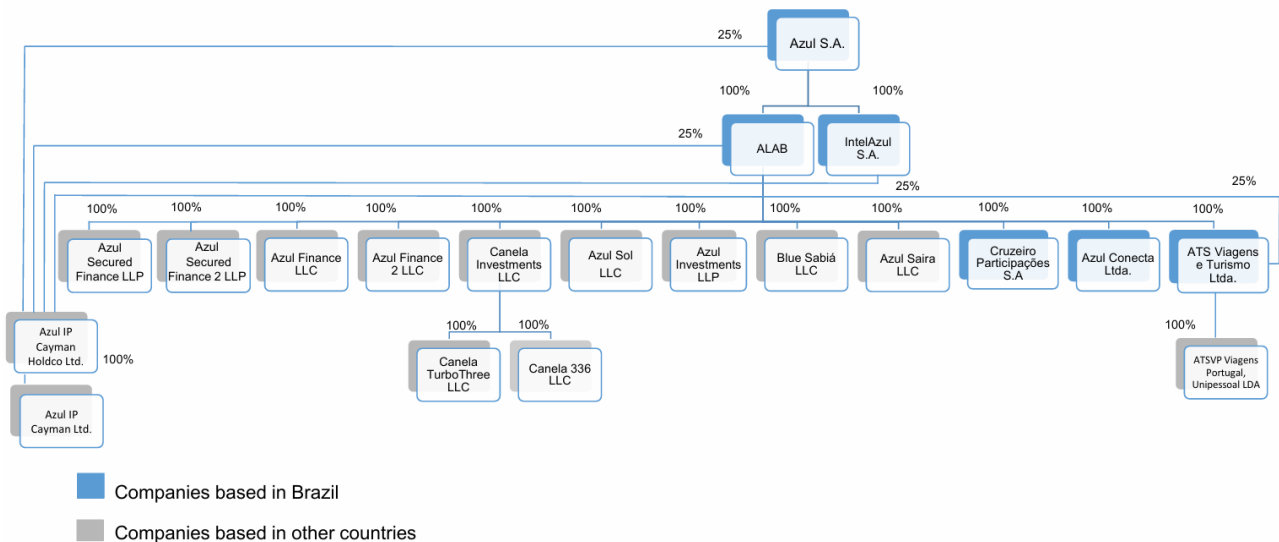 25%
Azul S.A.
100%
100%
25%
ALAB
IntelAzul
S.A.
25%
25%
100%
100%
100%
100%
100%
100%
100%
100%
100%
100%
100%
100%
Azul
Secured
Finance LLP
Azul
Secured
Finance 2 LLP
Azul Finance
LLC
Azul Finance
2 LLC
Canela
Investments
LLC
Azul Sol
LLC
Azul
Investments
LLP
Blue Sabiá
LLC
Azul Saira
LLC
Cruzeiro
Participações
S.A
Azul Conecta
Ltda.
ATS Viagens
e Turismo
Ltda.
100%
100%
100%
Azul IP
Cayman
Holdco Ltd.
100%
Canela
TurboThree
LLC
Canela 336
LLC
ATSVP Viagens
Portugal,
Unipessoal LDA
Azul IP
Cayman Ltd.
Companies based in Brazil
Companies based in other countries